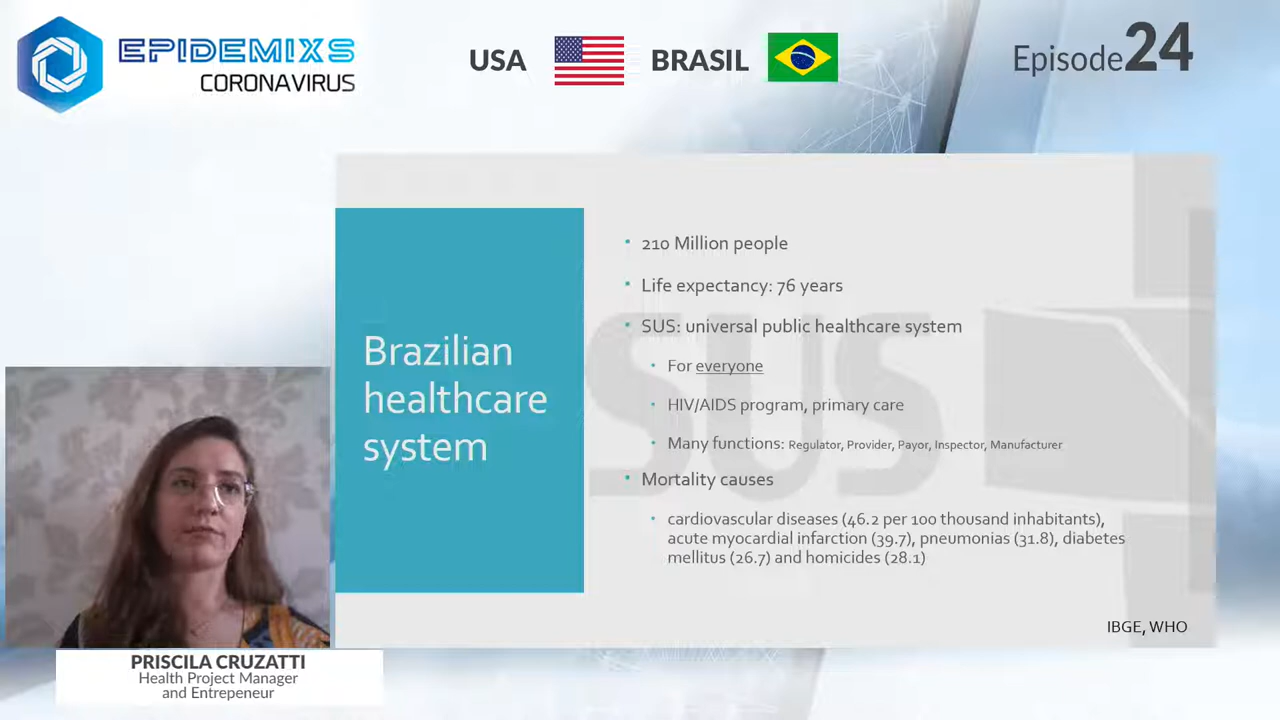 EPIDEMIXS
CORONAVIRUS
USA
BRASIL
Episode24
Brazilian
healthcare
system
210 Million people
Life expectancy: 76 years
SUS: universal public healthcare system
For everyone
HIV/AIDS program, primary care
Many functions: Regulator, Provider, Payor, Inspector, Manufacturer
Mortality causes
cardiovascular diseases (46.2 per 100 thousand inhabitants),
acute myocardial infarction (39.7), pneumonias (31.8), diabetes
mellitus (26.7) and homicides (28.1)
SUS
IBGE, WHO
PRISCILA CRUZATTI
Health Project Manager
and Entrepeneur